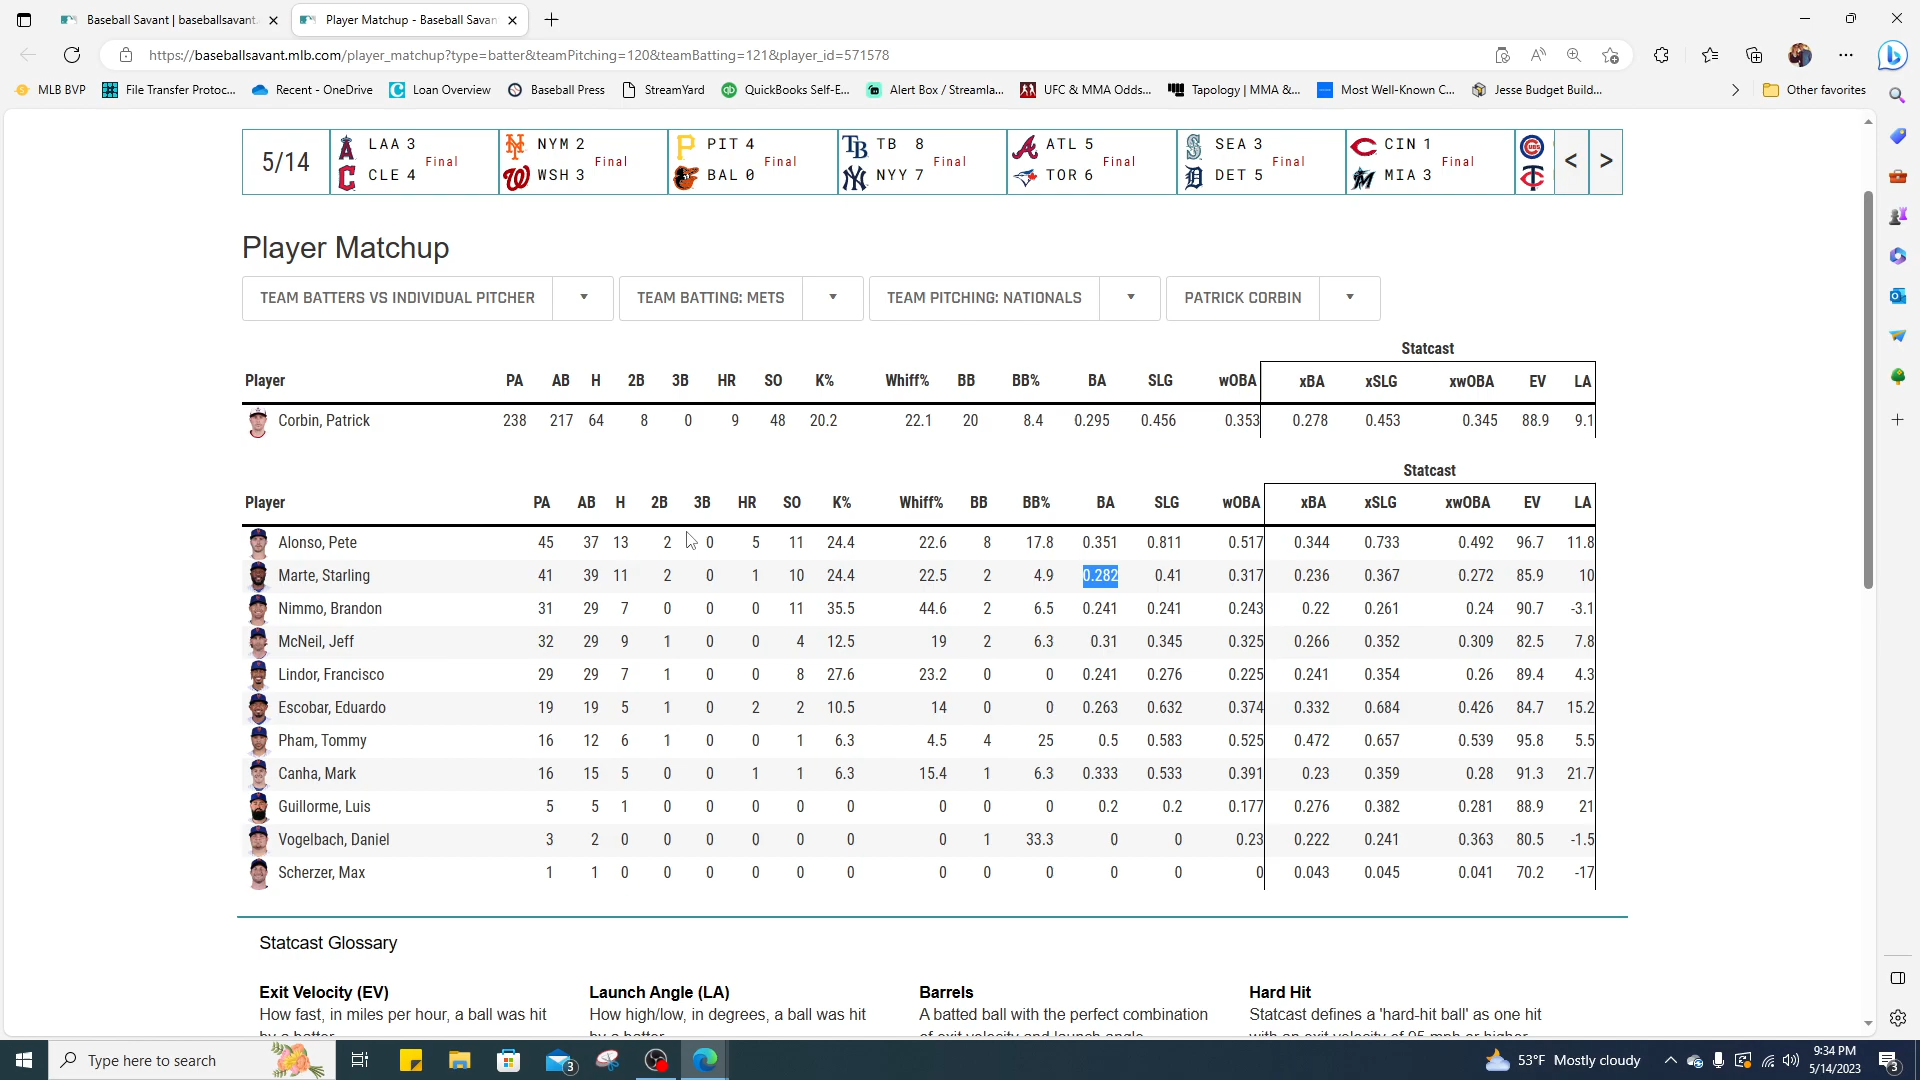 Baseball Savant | baseballsavant.
Player Matchup - Baseball Savan
https://baseballsavant.mlb.com/player_matchup?type=batter&teamPitching=120&teamBatting=121&player_id=571578
MLB BVP File Transfer Protoc... Recent - OneDrive Loan Overview Baseball Press StreamYard QuickBooks Self-E... Alert Box / Streamla... UFC & MMA Odds... Tapology | MMA &... Most Well-Known C... Jesse Budget Build... Other favorites
5/14
LAA 3
CLE 4
Final
NYM 2
WSH 3
Final
PIT 4
BAL 0
Final
TB 8
NYY 7
Final
ATL 5
TOR 6
Final
SEA 3
DET 5
Final
CIN 1
MIA 3
Final
< >
Player Matchup
TEAM BATTERS VS INDIVIDUAL PITCHER TEAM BATTING: METS TEAM PITCHING: NATIONALS PATRICK CORBIN
Statcast
Player PA AB H 2B 3B HR SO K% Whiff% BB BB% BA SLG wOBA xBA xSLG xwOBA EV LA
Corbin, Patrick 238 217 64 8 0 9 48 20.2 22.1 20 8.4 0.295 0.456 0.353 0.278 0.453 0.345 88.9 9.1
Statcast
Player PA AB H 2B 3B HR SO K% Whiff% BB BB% BA SLG wOBA xBA xSLG xwOBA EV LA
Alonso, Pete 45 37 13 2 0 5 11 24.4 22.6 8 17.8 0.351 0.811 0.517 0.344 0.733 0.492 96.7 11.8
Marte, Starling 41 39 11 2 0 1 10 24.4 22.5 2 4.9 0.282 0.41 0.317 0.236 0.367 0.272 85.9 10
Nimmo, Brandon 31 29 7 0 0 0 11 35.5 44.6 2 6.5 0.241 0.241 0.243 0.22 0.261 0.24 90.7 -3.1
McNeil, Jeff 32 29 9 1 0 0 4 12.5 19 2 6.3 0.31 0.345 0.325 0.266 0.352 0.309 82.5 7.8
Lindor, Francisco 29 29 7 1 0 0 8 27.6 23.2 0 0 0.241 0.276 0.225 0.241 0.354 0.26 89.4 4.3
Escobar, Eduardo 19 19 5 1 0 2 2 10.5 14 0 0 0.263 0.632 0.374 0.332 0.684 0.426 84.7 15.2
Pham, Tommy 16 12 6 1 0 0 1 6.3 4.5 4 25 0.5 0.583 0.525 0.472 0.657 0.539 95.8 5.5
Canha, Mark 16 15 5 0 0 1 1 6.3 15.4 1 6.3 0.333 0.533 0.391 0.23 0.359 0.28 91.3 21.7
Guillorme, Luis 5 5 1 0 0 0 0 0 0 0 0 0.2 0.2 0.177 0.276 0.382 0.281 88.9 21
Vogelbach, Daniel 3 2 0 0 0 0 0 0 0 1 33.3 0 0 0.23 0.222 0.241 0.363 80.5 -1.5
Scherzer, Max 1 1 0 0 0 0 0 0 0 0 0 0 0 0 0.043 0.045 0.041 70.2 -17
Statcast Glossary
Exit Velocity (EV) Launch Angle (LA) Barrels Hard Hit
How fast, in miles per hour, a ball was hit How high/low, in degrees, a ball was hit A batted ball with the perfect combination Statcast defines a 'hard-hit ball' as one hit
by a batter. by a batter. of exit velocity and launch angle with an exit velocity of 95 mph or higher
Type here to search
3
53°F Mostly cloudy
9:34 PM
5/14/2023
3